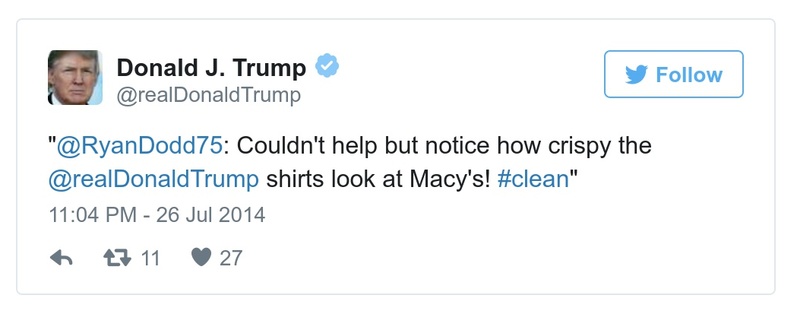 Donald J. Trump
@realDonaldTrump
Follow
"@RyanDodd75: Couldn't help but notice how crispy the
@realDonaldTrump shirts look at Macy's! #clean"
11:04 PM - 26 Jul 2014
11 27